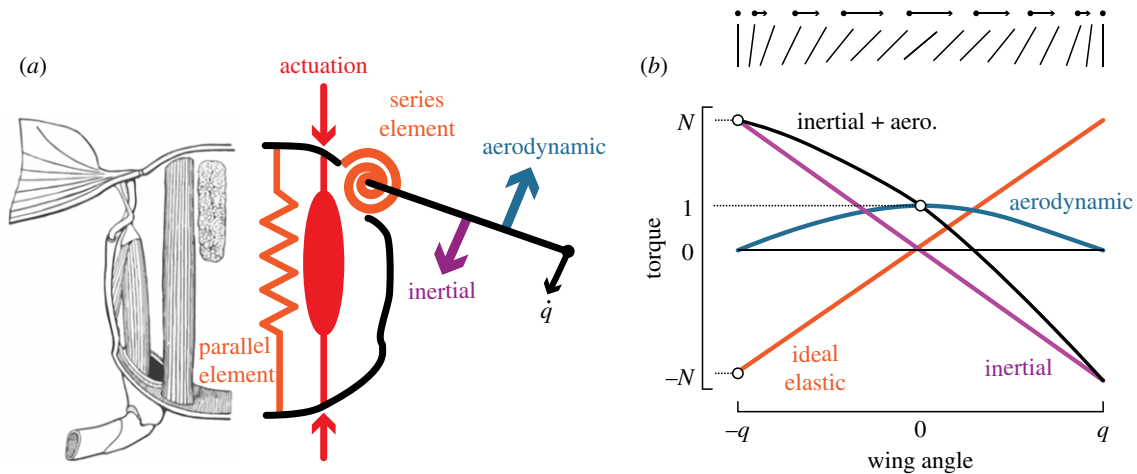 (a)
actuation
series
element
aerodynamic
inertial
q̇
parallel
element
(b)
N
inertial + aero.
1
aerodynamic
0
torque
ideal
elastic
inertial
–N
–q
0
q
wing angle